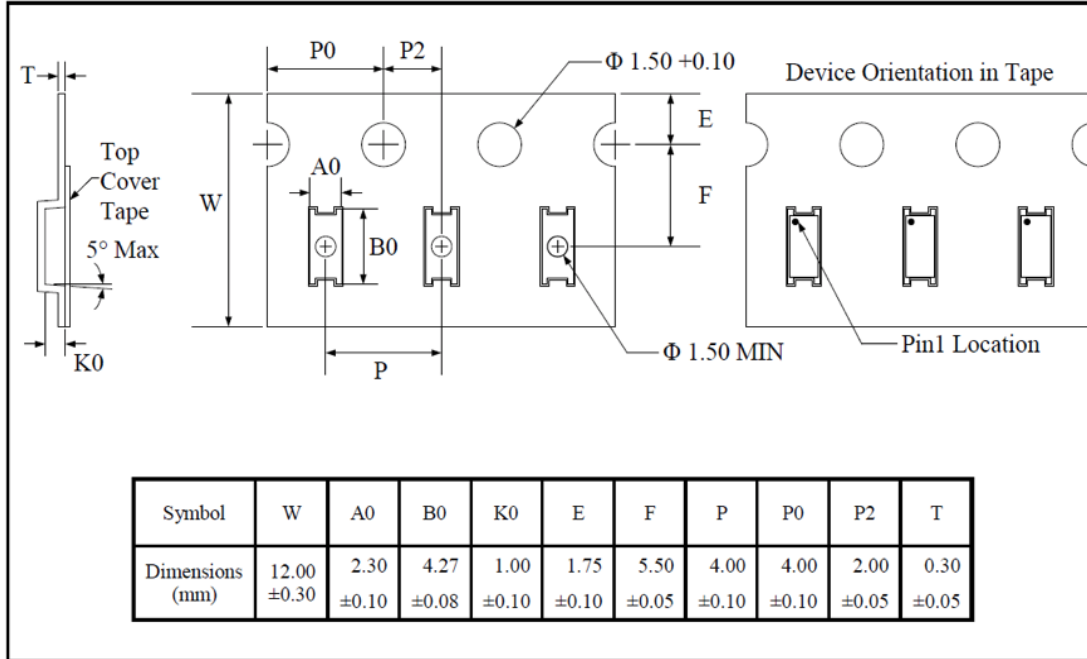 P0
P2
T
Φ 1.50 +0.10
Device Orientation in Tape
E
Top
Cover
Tape
A0
W
F
B0
5° Max
Pin1 Location
Φ 1.50 MIN
K0
P
Symbol W A0 B0 K0 E F P P0 P2 T
Dimensions (mm) 12.00 ±0.30 2.30 ±0.10 4.27 ±0.08 1.00 ±0.10 1.75 ±0.10 5.50 ±0.05 4.00 ±0.10 4.00 ±0.10 2.00 ±0.05 0.30 ±0.05